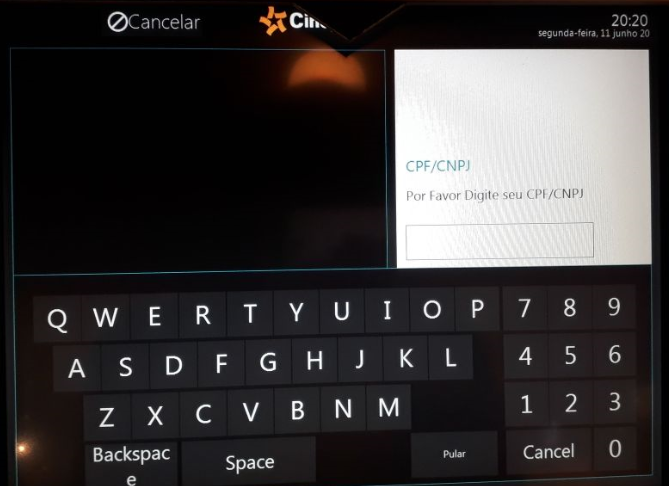 Cancelar
20:20
segunda-feira, 11 junho 20
CPF/CNPJ
Por Favor Digite seu CPF/CNPJ
Q W E R T Y U I O P 7 8 9
A S D F G H J K L 4 5 6
Z X C V B N M 1 2 3
Backspac
e
Space
Pular
Cancel
0